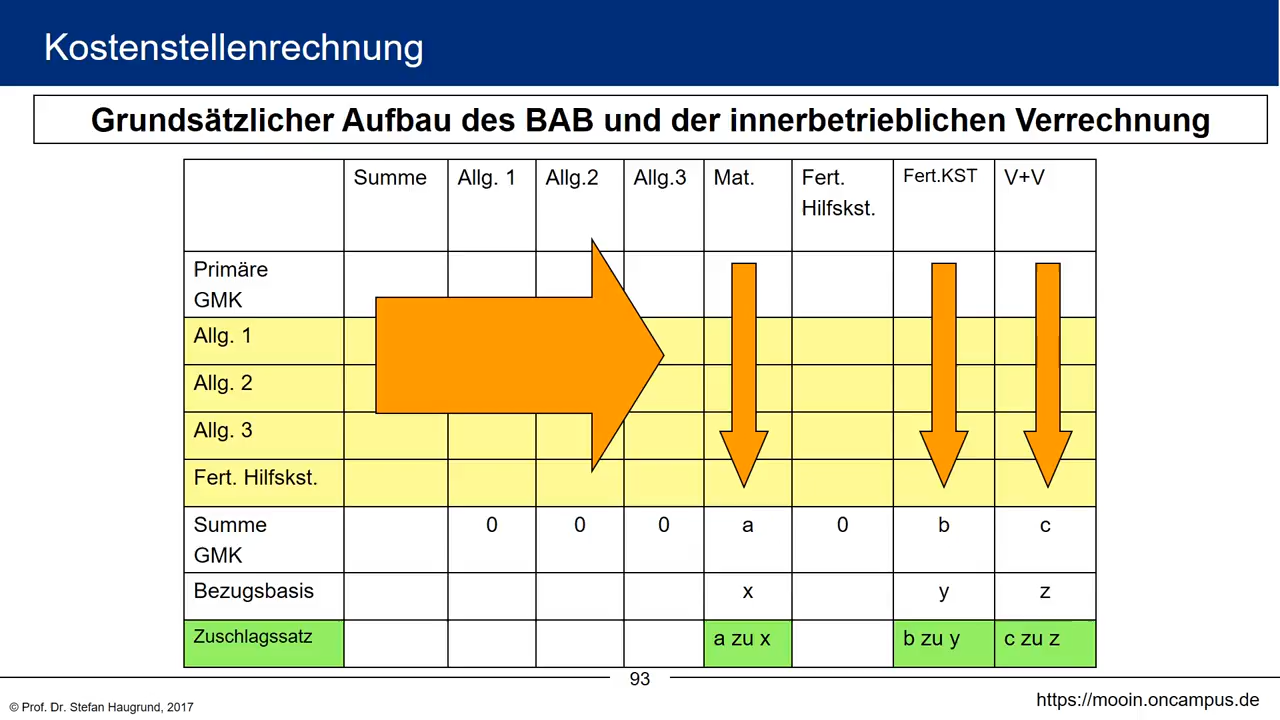 Kostenstellenrechnung
Grundsätzlicher Aufbau des BAB und der innerbetrieblichen Verrechnung
Summe Allg. 1 Allg.2 Allg.3 Mat. Fert. Hilfskst. Fert.KST V+V
Primäre GMK
Allg. 1
Allg. 2
Allg. 3
Fert. Hilfskst.
Summe GMK 0 0 0 a 0 b c
Bezugsbasis x y z
Zuschlagssatz a zu x b zu y c zu z
93
© Prof. Dr. Stefan Haugrund, 2017
https://mooin.oncampus.de